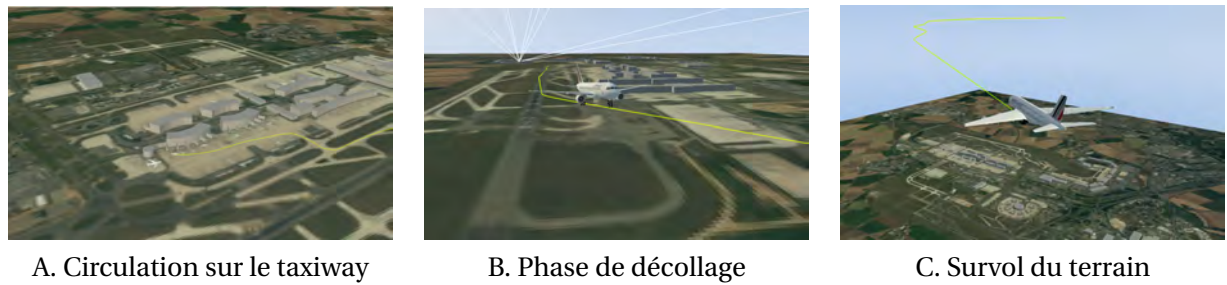 A. Circulation sur le taxiway
B. Phase de décollage
C. Survol du terrain